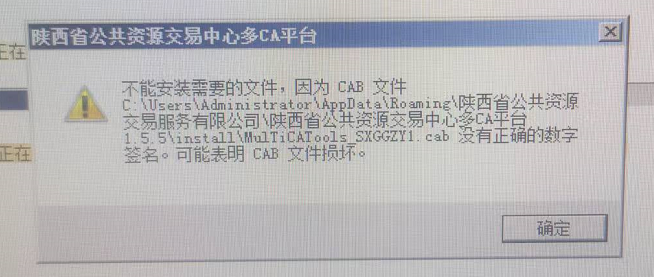 陕西省公共资源交易中心多CA平台
正在
不能安装需要的文件，因为 CAB 文件
C:\Users\Administrator\AppData\Roaming\陕西省公共资源
交易服务有限公司\陕西省公共资源交易中心多CA平台
1.5.5\install\MulTiCATools_SXGGZY1.cab 没有正确的数字
签名。可能表明 CAB 文件损坏。
正在
确定